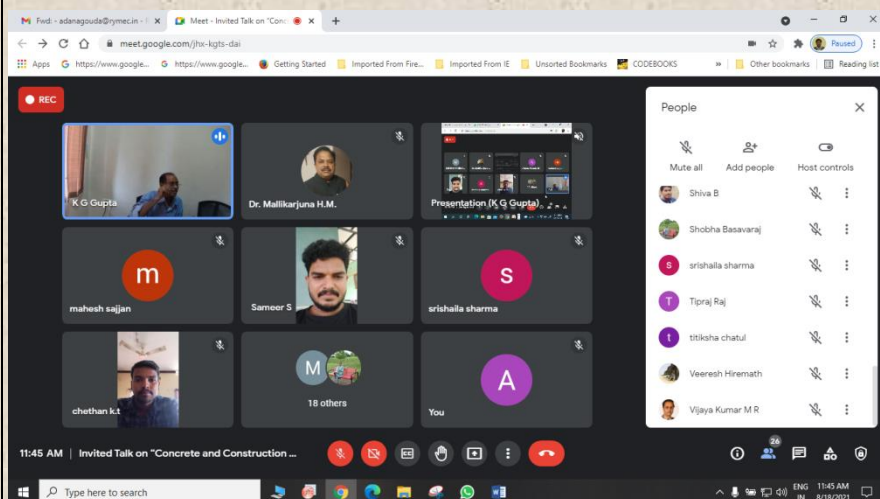 Fwd: - adanagouda@rymec.in -
Meet - Invited Talk on "Conc
meet.google.com/jhx-kgts-dai
Paused
Apps
https://www.google...
https://www.google...
Getting Started
Imported From Fire...
Imported From IE
Unsorted Bookmarks
CODEBOOKS
Other bookmarks
Reading list
REC
K G Gupta
Dr. Mallikarjuna H.M.
Presentation (K G Gupta)
m
mahesh sajjan
Sameer S
S
srishaila sharma
chethan k.t
M
18 others
A
You
People
Mute all
Add people
Host controls
Shiva B
Shobha Basavaraj
s
srishaila sharma
T
Tipraj Raj
t
titiksha chatul
Veeresh Hiremath
Vijaya Kumar M R
11:45 AM | Invited Talk on "Concrete and Construction ...
26
Type here to search
ENG
IN
11:45 AM
8/18/2021